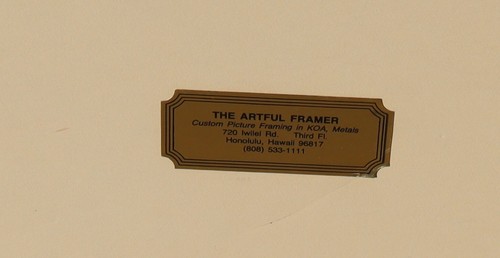 THE ARTFUL FRAMER
Custom Picture Framing in KOA, Metals
720 Iwilei Rd. Third Fl.
Honolulu, Hawaii 96817
(808) 533-1111